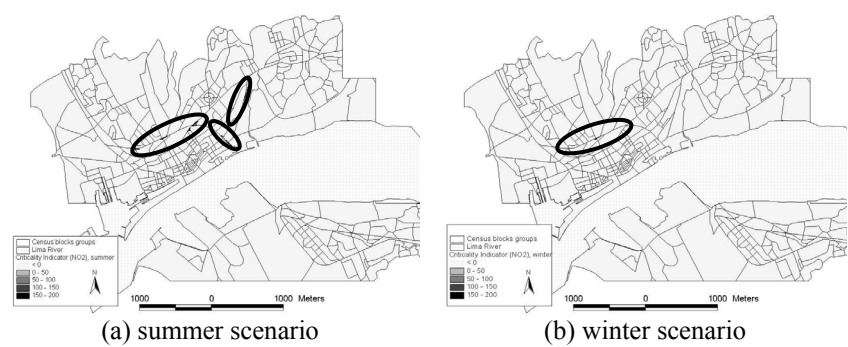 Census blocks groups
Lima River
Criticality Indicator (NO2), summer
< 0
0 - 50
50 - 100
100 - 150
150 - 200
N
1000 0 1000 Meters
(a) summer scenario
Census blocks groups
Lima River
Criticality Indicator (NO2), winter
< 0
0 - 50
50 - 100
100 - 150
150 - 200
N
1000 0 1000 Meters
(b) winter scenario